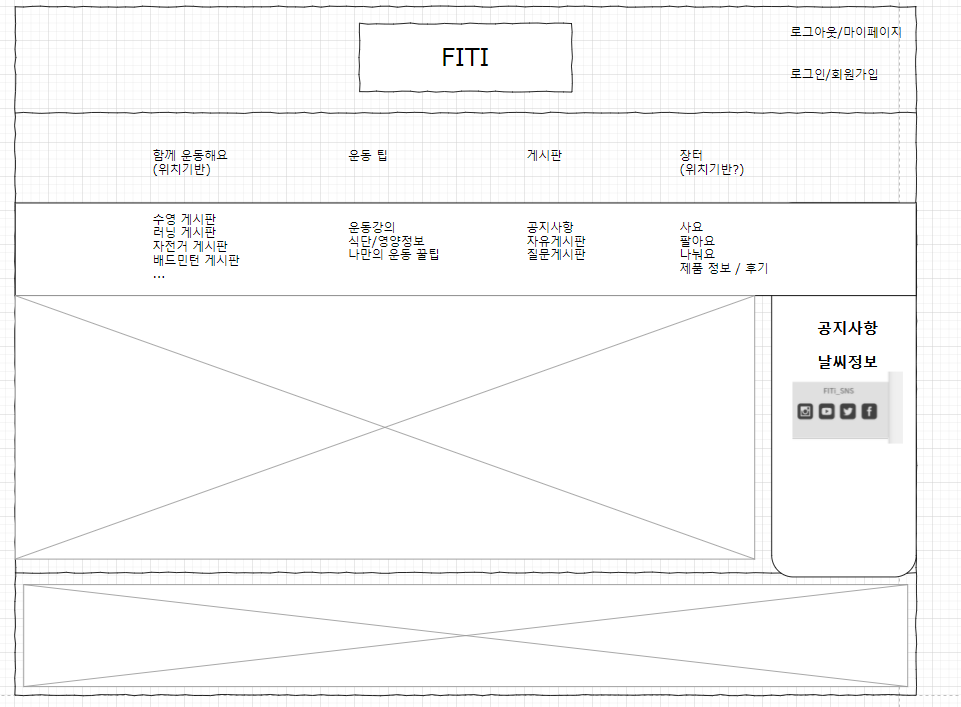 FITI
로그아웃/마이페이지
로그인/회원가입
함께 운동해요
(위치기반)
운동 팁
게시판
장터
(위치기반?)
수영 게시판
러닝 게시판
자전거 게시판
배드민턴 게시판
...
운동강의
식단/영양정보
나만의 운동 꿀팁
공지사항
자유게시판
질문게시판
사요
팔아요
나눠요
제품 정보 / 후기
공지사항
날씨정보
FITI_SNS